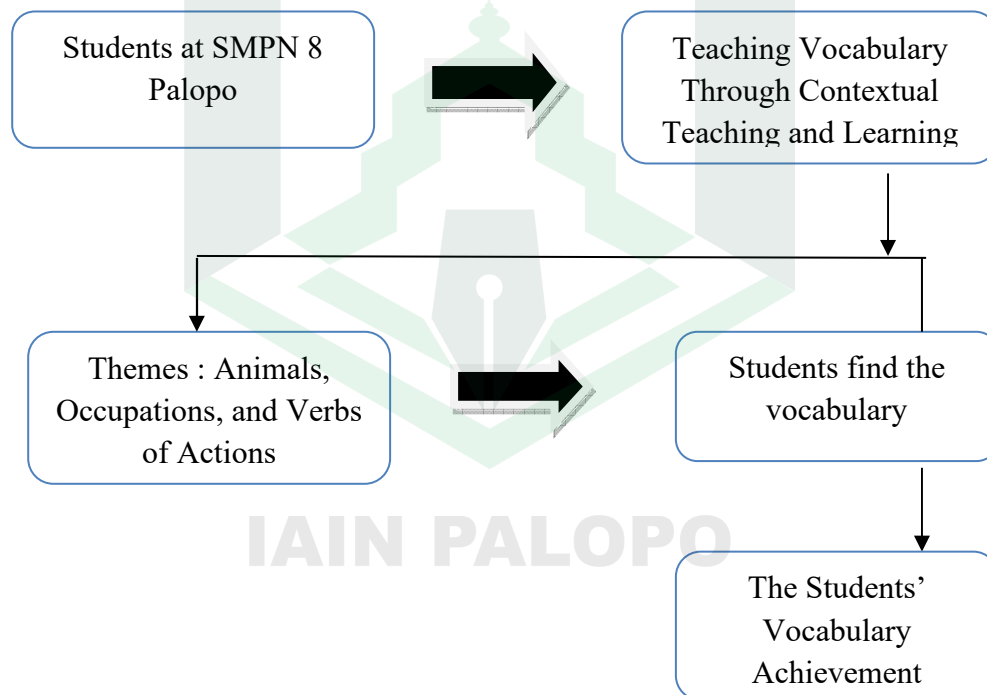 Students at SMPN 8
Palopo
Teaching Vocabulary
Through Contextual
Teaching and Learning
Themes : Animals,
Occupations, and Verbs
of Actions
Students find the
vocabulary
IAIN PALOPO
The Students’
Vocabulary
Achievement